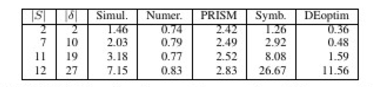 |S| |δ| Simul. Numer. PRISM Symb. DEoptim
2 2 1.46 0.74 2.42 1.26 0.36
7 10 2.03 0.79 2.49 2.92 0.48
11 19 3.18 0.77 2.52 8.08 1.59
12 27 7.15 0.83 2.83 26.67 11.56